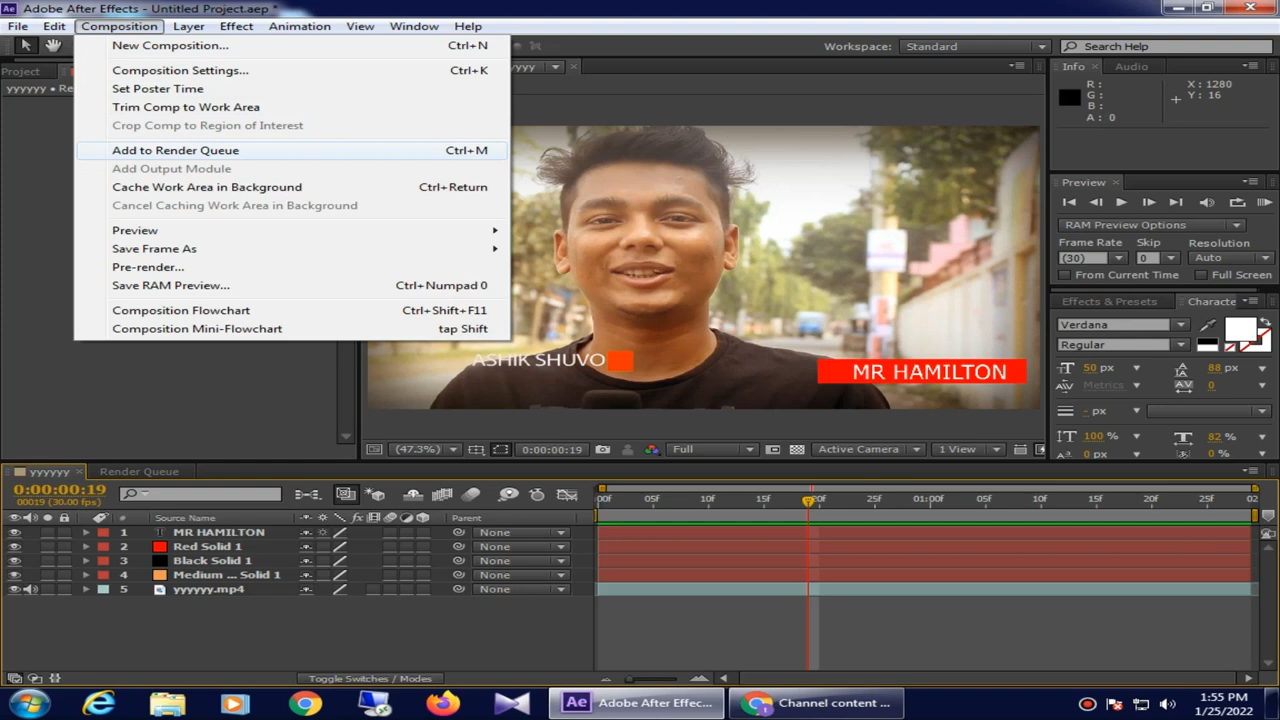 Adobe After Effects - Untitled Project.aep *
File Edit Composition Layer Effect Animation View Window Help
New Composition... Ctrl+N
Composition Settings... Ctrl+K
Set Poster Time
Trim Comp to Work Area
Crop Comp to Region of Interest
Add to Render Queue Ctrl+M
Add Output Module
Cache Work Area in Background Ctrl+Return
Cancel Caching Work Area in Background
Preview
Save Frame As
Pre-render...
Save RAM Preview... Ctrl+Numpad 0
Composition Flowchart Ctrl+Shift+F11
Composition Mini-Flowchart tap Shift
Workspace: Standard
Search Help
Project
yyyyyy • Re
yyy
Info Audio
R :
G :
B :
A : 0
X : 1280
Y : 16
Preview
RAM Preview Options
Frame Rate Skip Resolution
(30) 0 Auto
From Current Time Full Screen
Effects & Presets Characte
Verdana
Regular
50 px 88 px
Metrics 0
- px
100 % 82 %
0 px 0 %
ASHIK SHUVO
MR HAMILTON
(47.3%) 0:00:00:19 Full Active Camera 1 View
yyyyyy Render Queue
0:00:00:19
00019 (30.00 fps)
:00f 05f 10f 15f 20f 25f 01:00f 05f 10f 15f 20f 25f 02
# Source Name Parent
1 MR HAMILTON None
2 Red Solid 1 None
3 Black Solid 1 None
4 Medium ... Solid 1 None
5 yyyyyy.mp4 None
Toggle Switches / Modes
Adobe After Effec...
Channel content ...
1:55 PM
1/25/2022